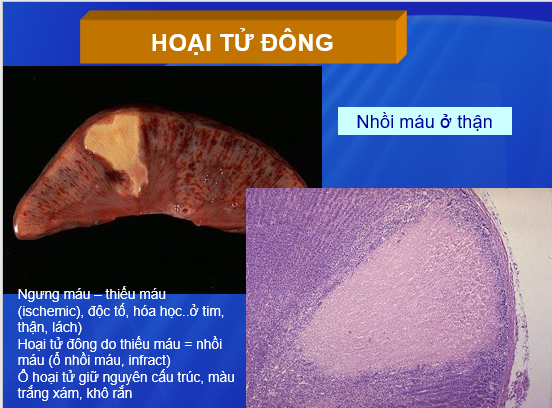 HOẠI TỬ ĐÔNG
Nhồi máu ở thận
Ngưng máu – thiếu máu
(ischemic), độc tố, hóa học..ở tim,
thận, lách)
Hoại tử đông do thiếu máu = nhồi
máu (ổ nhồi máu, infract)
Ổ hoại tử giữ nguyên cấu trúc, màu
trắng xám, khô rắn